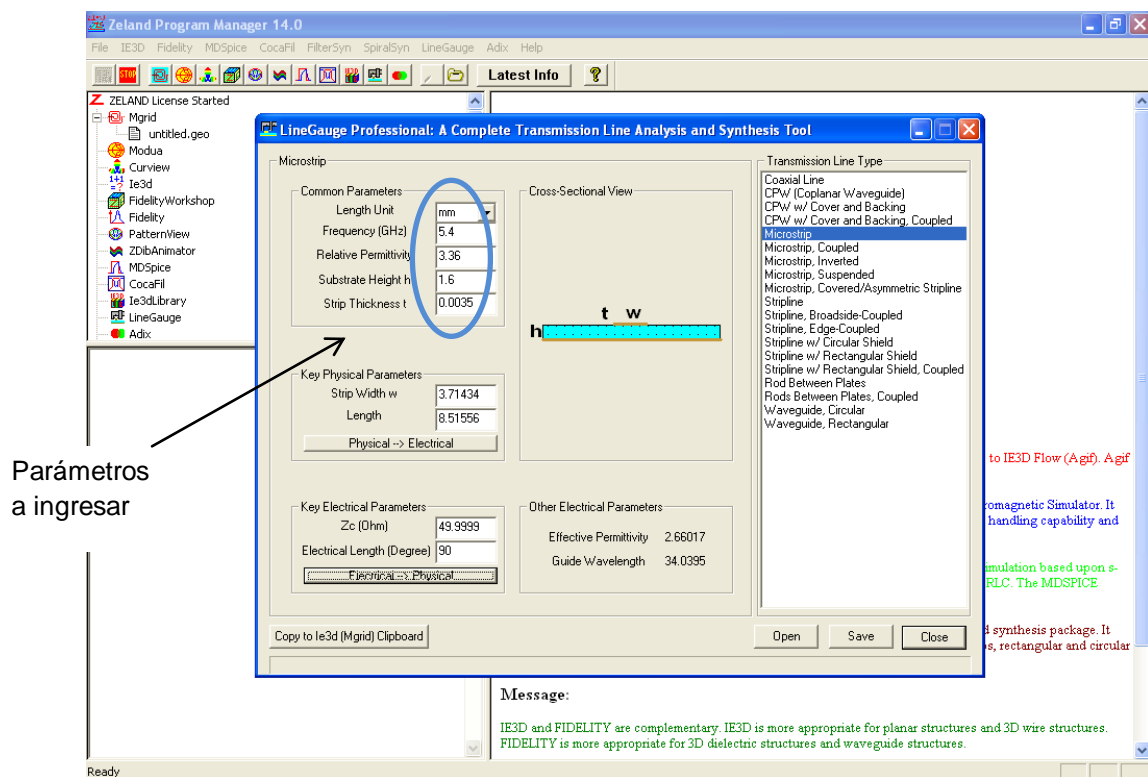 Zeland Program Manager 14.0
File IE3D Fidelity MDSpice CocaFil FilterSyn SpiralSyn LineGauge Adix Help
STOP
Latest Info
?
ZELAND License Started
Mgrid
untitled.geo
Modua
Curview
Ie3d
FidelityWorkshop
Fidelity
PatternView
ZDibAnimator
MDSpice
CocaFil
Ie3dLibrary
LineGauge
Adix
LineGauge Professional: A Complete Transmission Line Analysis and Synthesis Tool
Microstrip
Common Parameters
Length Unit mm
Frequency (GHz) 5.4
Relative Permittivity 3.36
Substrate Height h 1.6
Strip Thickness t 0.0035
Key Physical Parameters
Strip Width w 3.71434
Length 8.51556
Physical --> Electrical
Key Electrical Parameters
Zc (Ohm) 49.9999
Electrical Length (Degree) 90
Electrical --> Physical
Cross-Sectional View
t w
h
Other Electrical Parameters
Effective Permittivity 2.66017
Guide Wavelength 34.0395
Transmission Line Type
Coaxial Line
CPW (Coplanar Waveguide)
CPW w/ Cover and Backing
CPW w/ Cover and Backing, Coupled
Microstrip
Microstrip, Coupled
Microstrip, Inverted
Microstrip, Suspended
Microstrip, Covered/Asymmetric Stripline
Stripline
Stripline, Broadside-Coupled
Stripline, Edge-Coupled
Stripline w/ Circular Shield
Stripline w/ Rectangular Shield
Stripline w/ Rectangular Shield, Coupled
Rod Between Plates
Rods Between Plates, Coupled
Waveguide, Circular
Waveguide, Rectangular
Copy to Ie3d (Mgrid) Clipboard
Open Save Close
Parámetros
a ingresar
to IE3D Flow (Agif). Agif
romagnetic Simulator. It
handling capability and
imulation based upon s-
RLC. The MDSPICE
d synthesis package. It
os, rectangular and circular
Message:
IE3D and FIDELITY are complementary. IE3D is more appropriate for planar structures and 3D wire structures.
FIDELITY is more appropriate for 3D dielectric structures and waveguide structures.
Ready